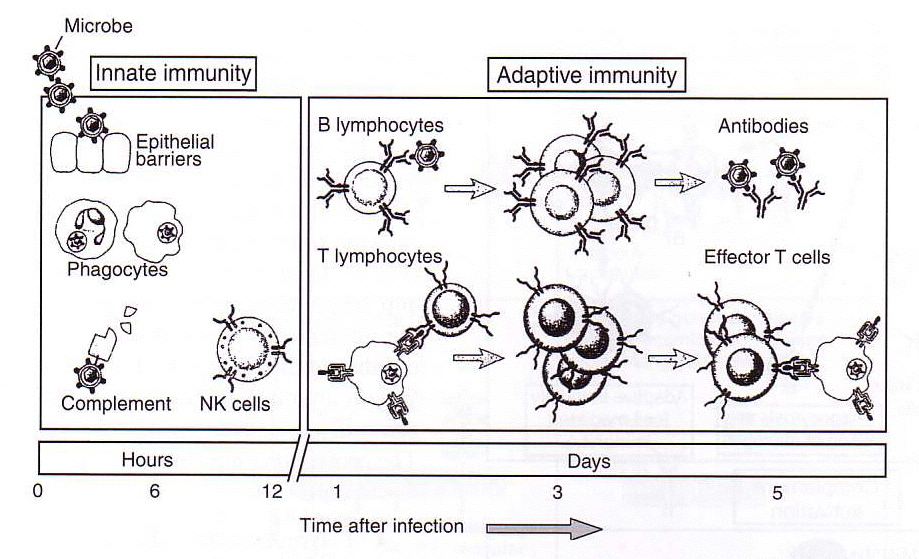 Microbe
Innate immunity
Adaptive immunity
Epithelial
barriers
B lymphocytes
Antibodies
Phagocytes
T lymphocytes
Effector T cells
Complement
NK cells
Hours
Days
0
6
12
1
3
5
Time after infection